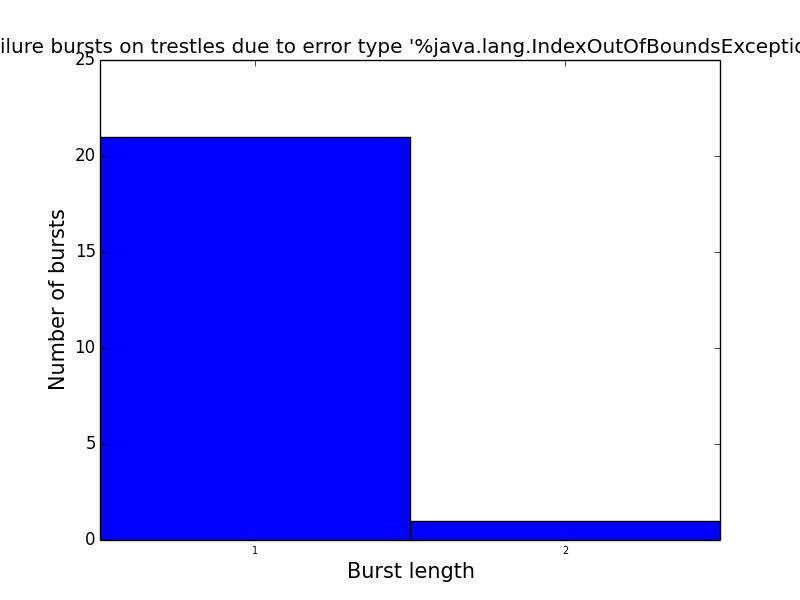 ilure bursts on trestles due to error type '%java.lang.IndexOutOfBoundsExceptio
25
20
15
10
5
0
Number of bursts
1 2
Burst length